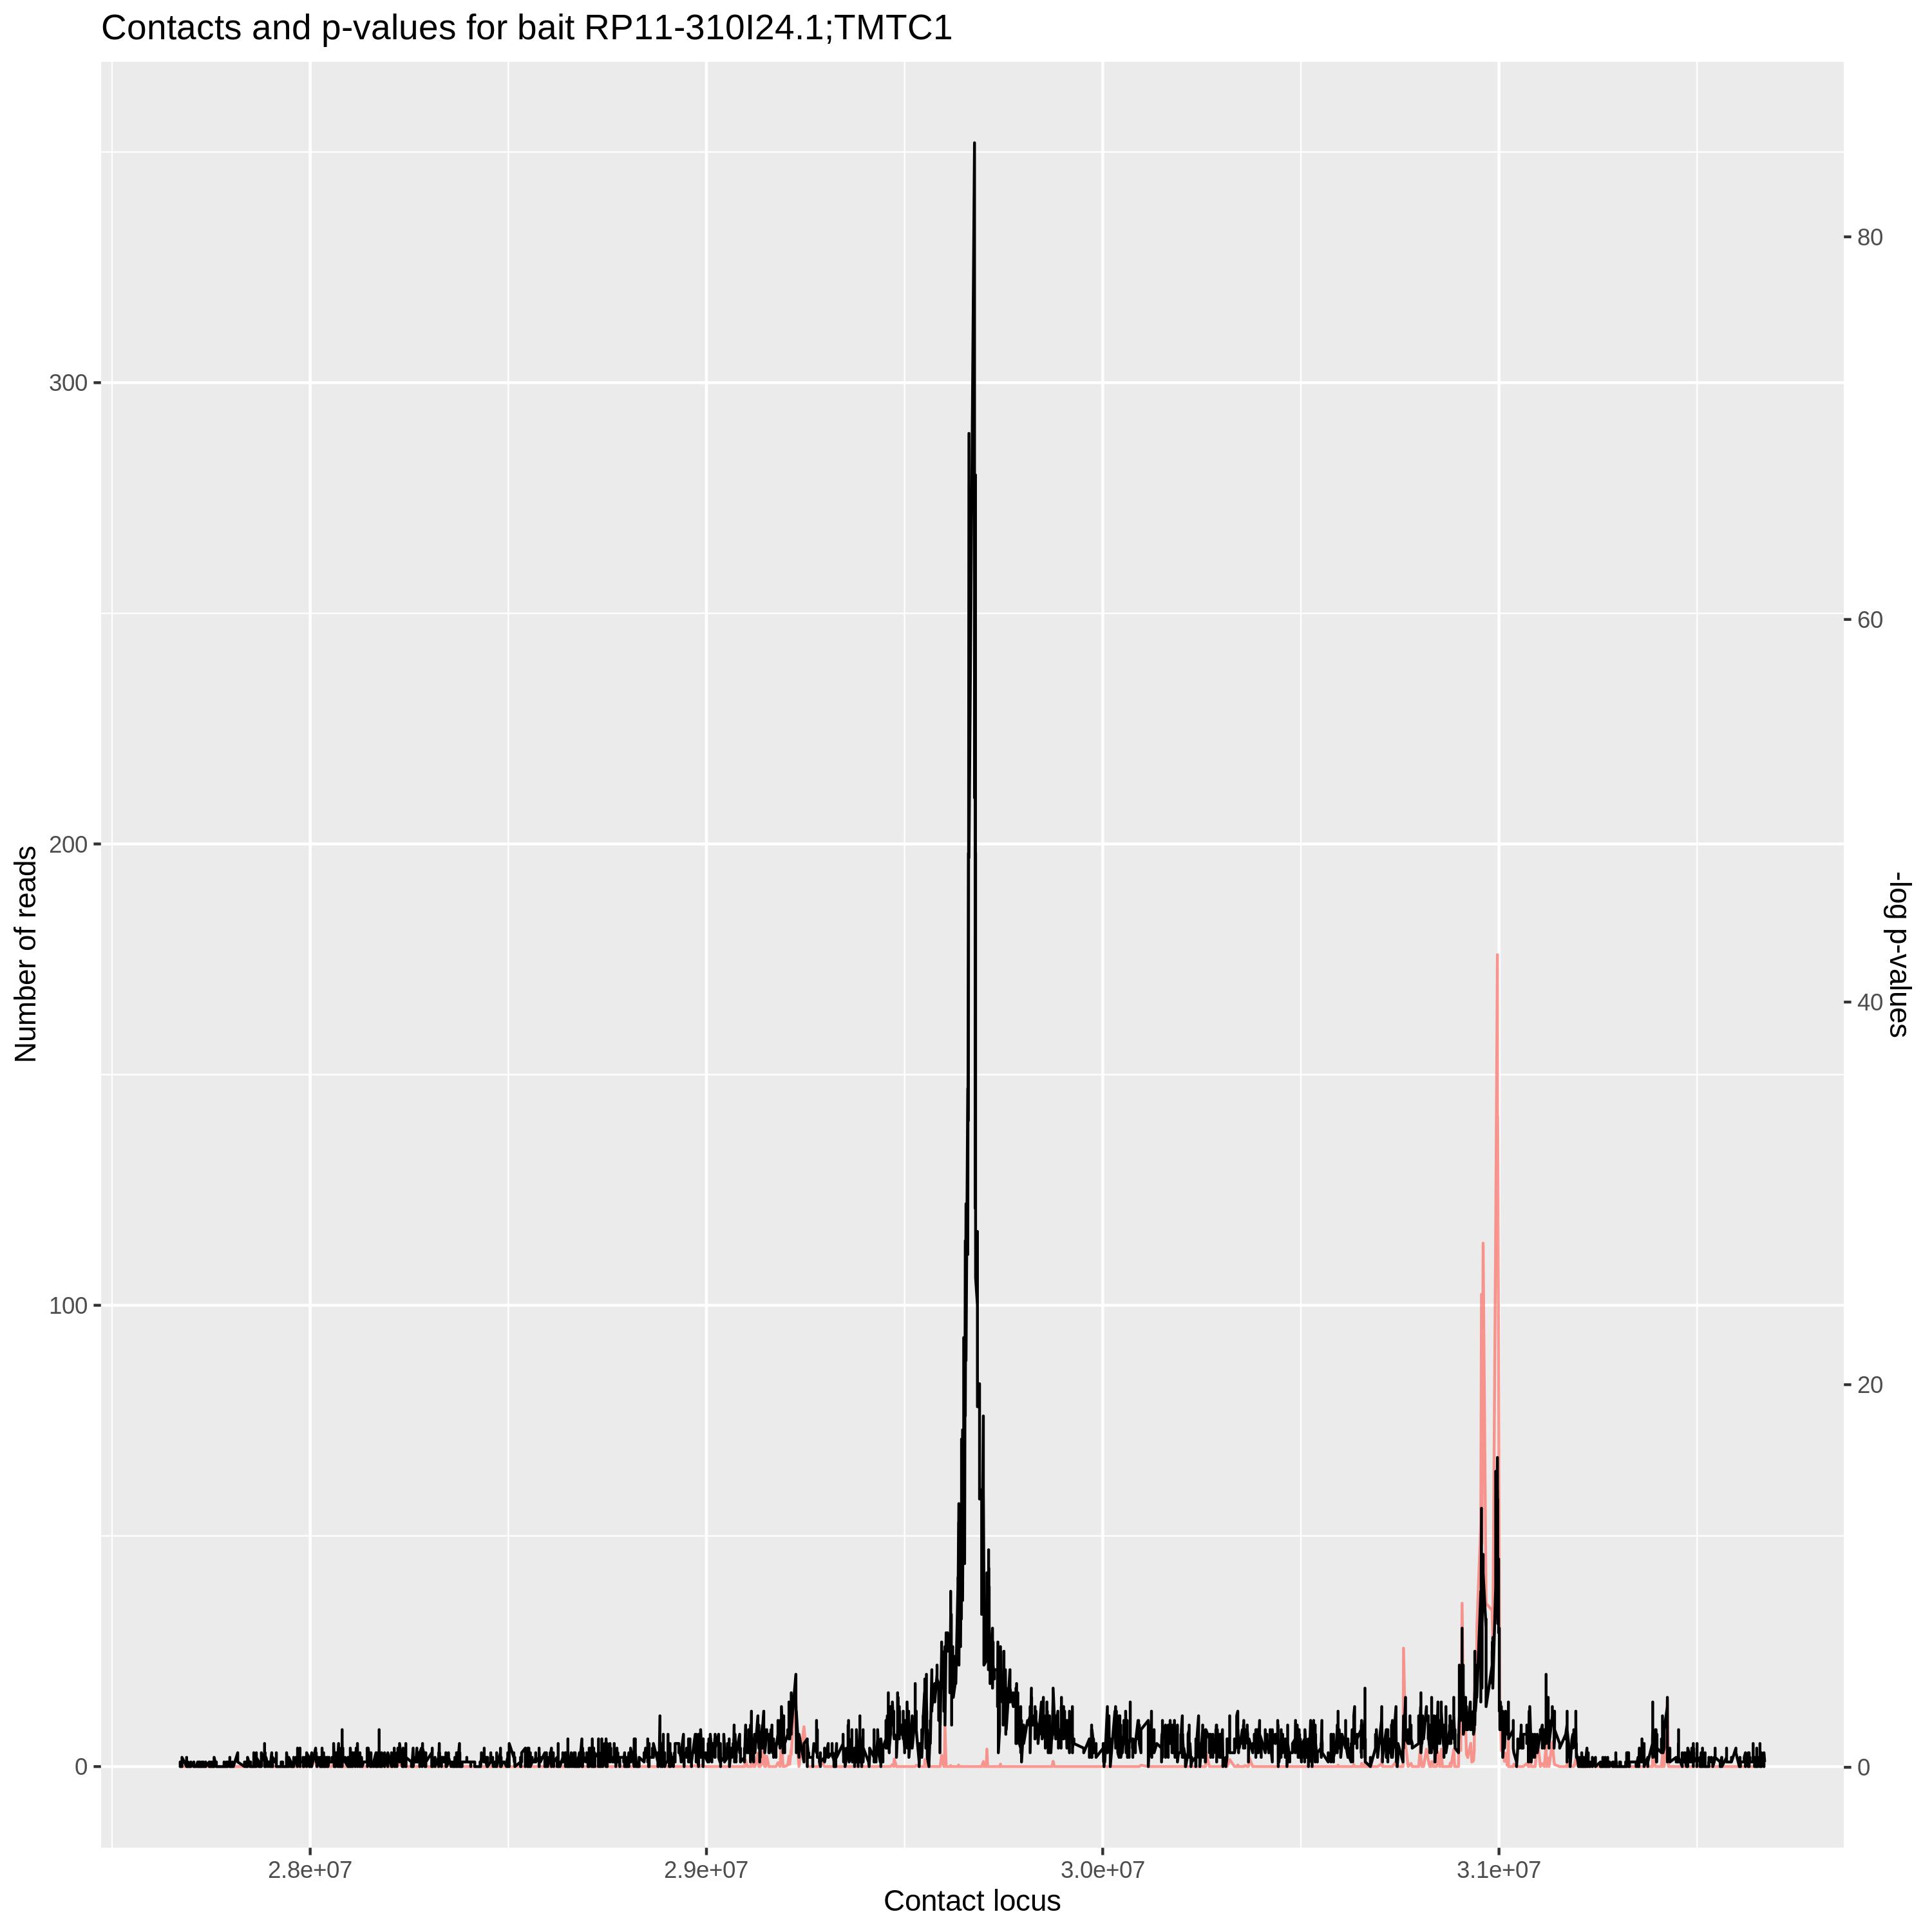 Contacts and p-values for bait RP11-310I24.1;TMTC1
Number of reads
300
200
100
0
80
60
40
20
0
-log p-values
2.8e+07
2.9e+07
3.0e+07
3.1e+07
Contact locus